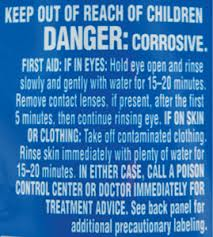 KEEP OUT OF REACH OF CHILDREN
DANGER: CORROSIVE.
FIRST AID: IF IN EYES: Hold eye open and rinse
slowly and gently with water for 15–20 minutes.
Remove contact lenses, if present, after the first
5 minutes, then continue rinsing eye. IF ON SKIN
OR CLOTHING: Take off contaminated clothing.
Rinse skin immediately with plenty of water for
15–20 minutes. IN EITHER CASE, CALL A POISON
CONTROL CENTER OR DOCTOR IMMEDIATELY FOR
TREATMENT ADVICE. See back panel for
additional precautionary labeling.